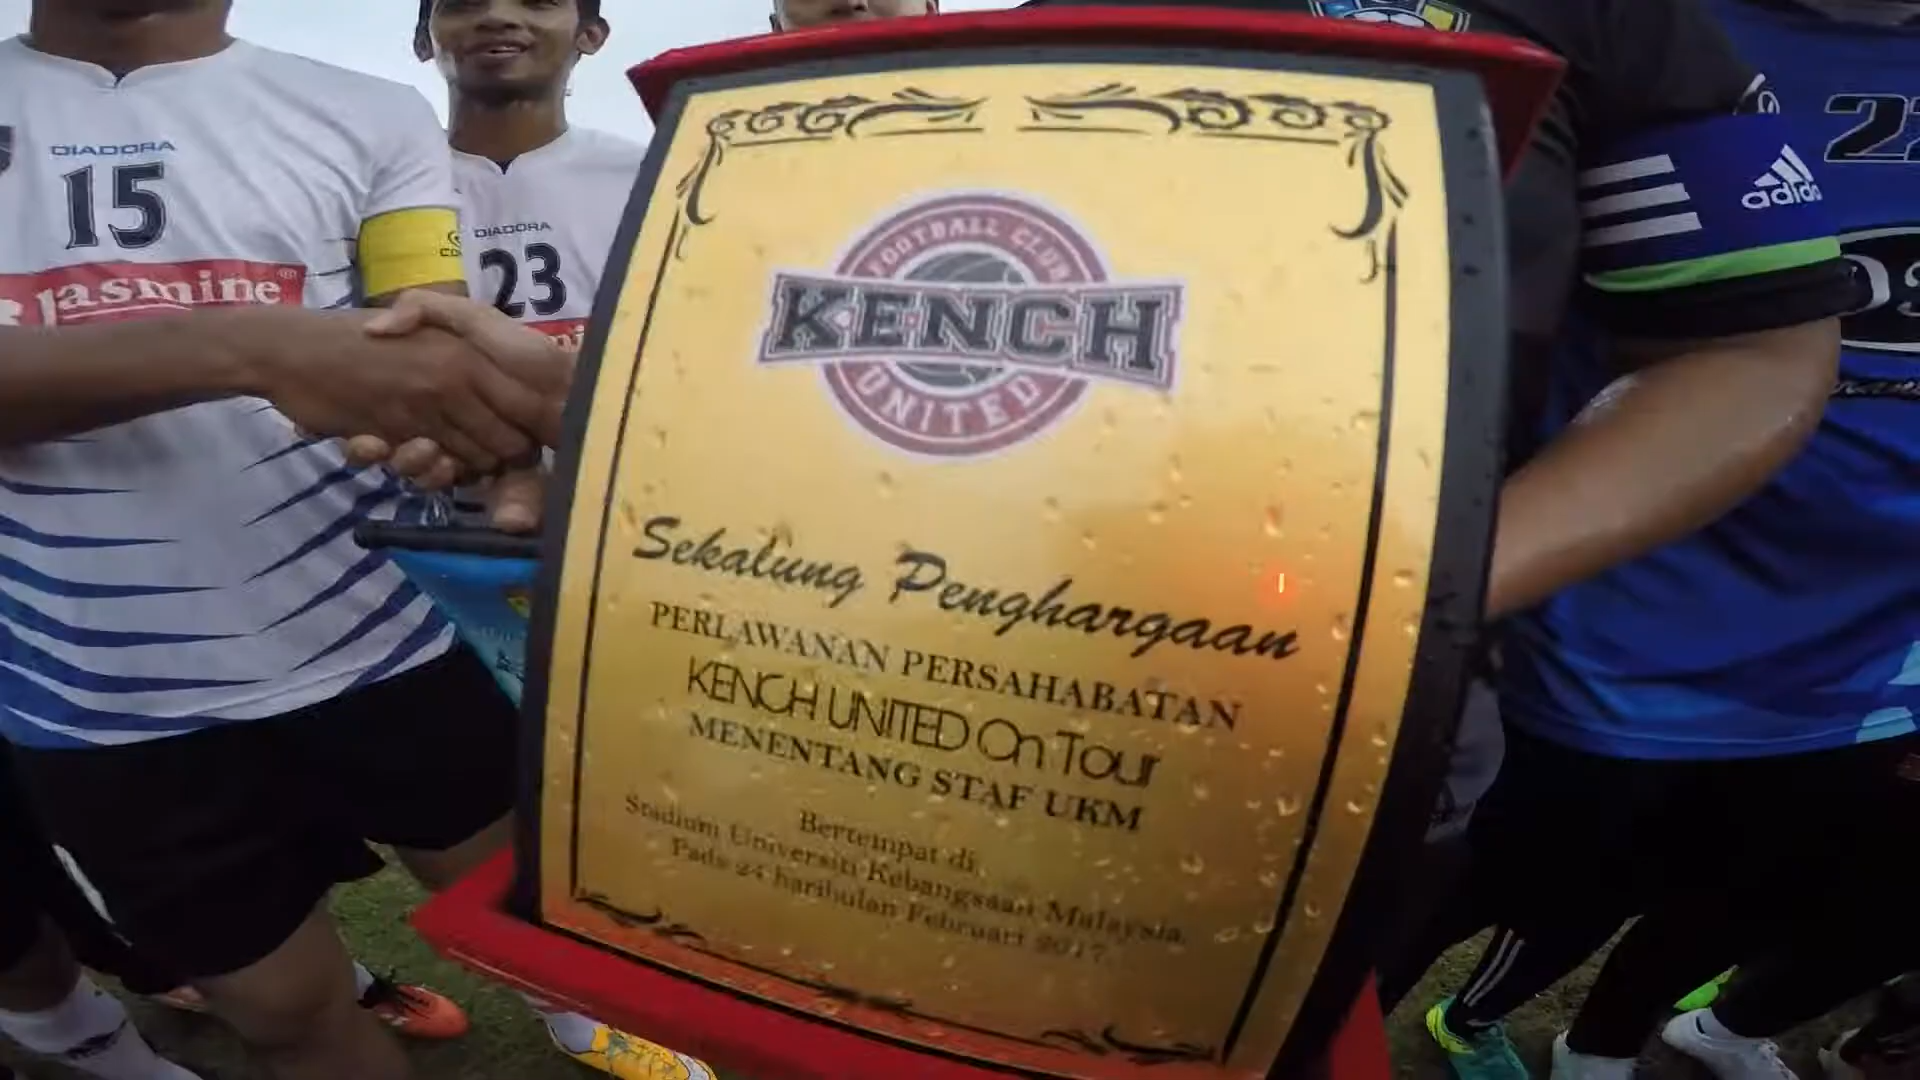 DIADORA
15
Jasmine
DIADORA
23
FOOTBALL CLUB
KENCH
UNITED
Sekalung Penghargaan
PERLAWANAN PERSAHABATAN
KENCH UNITED On Tour
MENENTANG STAF UKM
Bertempat di,
Stadium Universiti Kebangsaan Malaysia,
Pada 24 haribulan Februari 2017
adidas
22